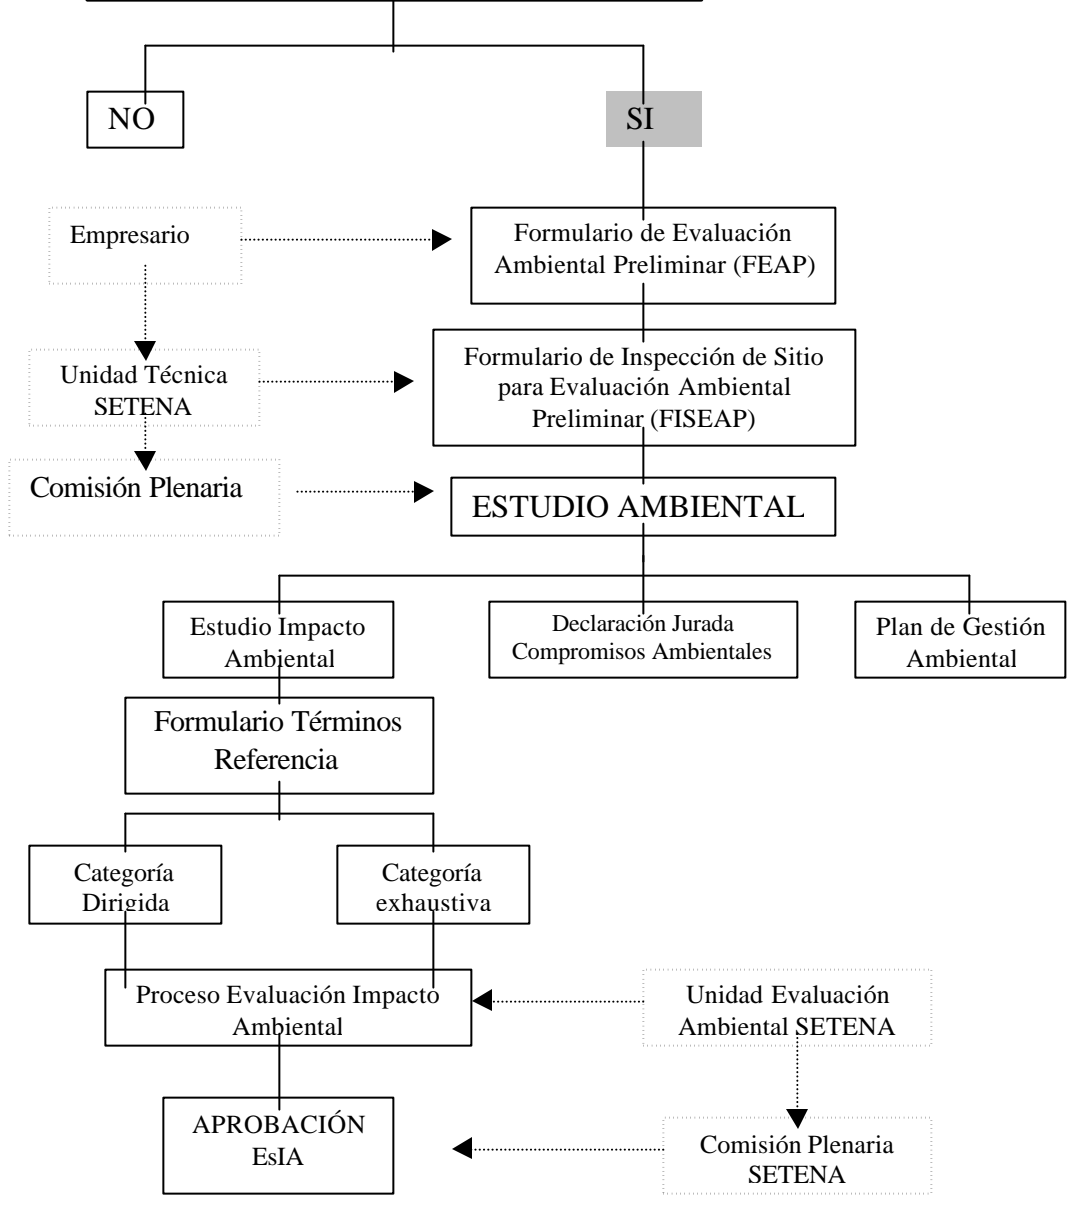 NO
SI
Empresario
Formulario de Evaluación
Ambiental Preliminar (FEAP)
Unidad Técnica
SETENA
Formulario de Inspección de Sitio
para Evaluación Ambiental
Preliminar (FISEAP)
Comisión Plenaria
ESTUDIO AMBIENTAL
Estudio Impacto
Ambiental
Declaración Jurada
Compromisos Ambientales
Plan de Gestión
Ambiental
Formulario Términos
Referencia
Categoría
Dirigida
Categoría
exhaustiva
Proceso Evaluación Impacto
Ambiental
Unidad Evaluación
Ambiental SETENA
APROBACIÓN
EsIA
Comisión Plenaria
SETENA